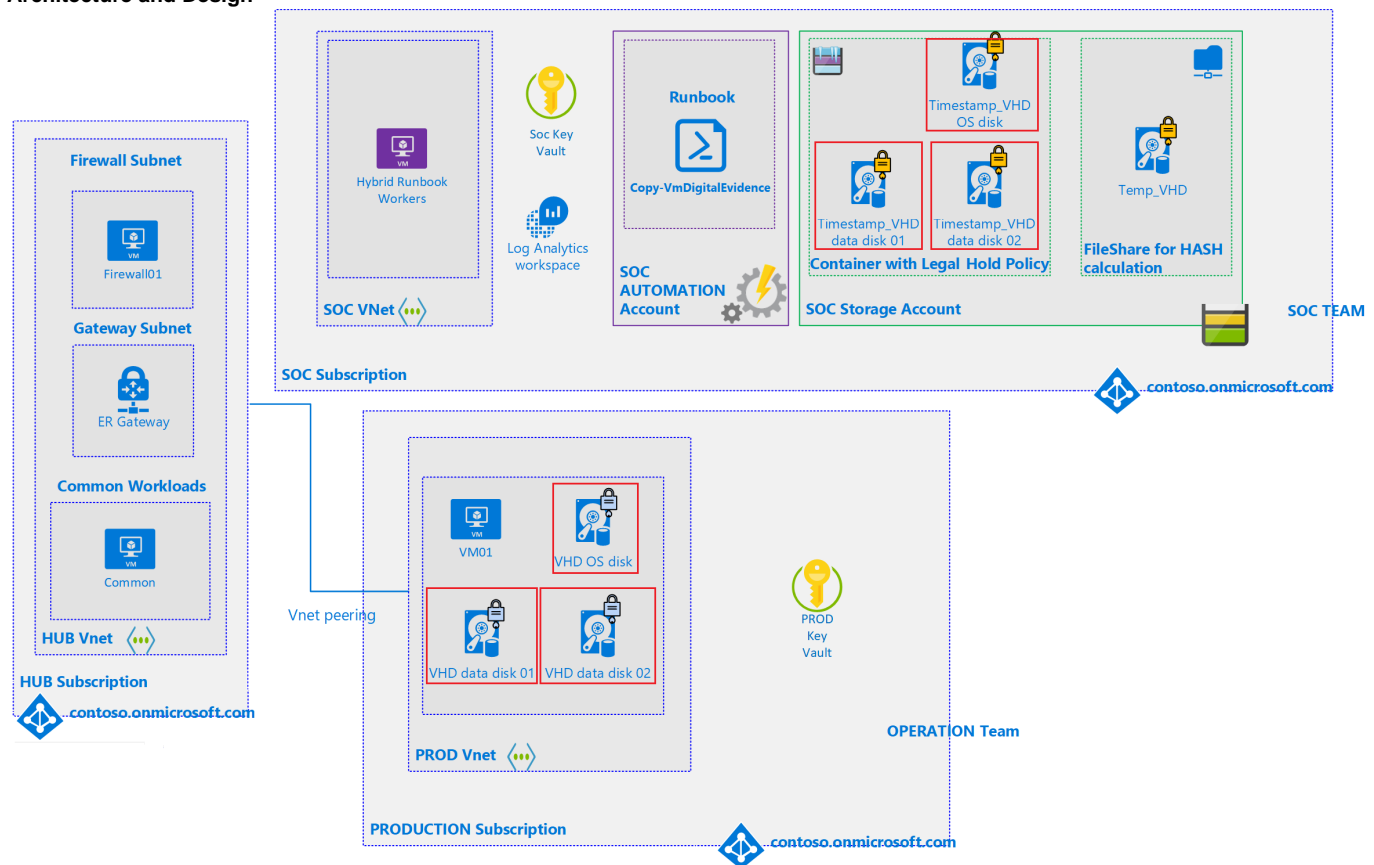 Architecture and Design
Firewall Subnet
VM
Firewall01
Gateway Subnet
ER Gateway
Common Workloads
VM
Common
HUB Vnet
HUB Subscription
contoso.onmicrosoft.com
VM
Hybrid Runbook
Workers
SOC VNet
Soc Key
Vault
Log Analytics
workspace
Runbook
Copy-VmDigitalEvidence
SOC
AUTOMATION
Account
Timestamp_VHD
OS disk
Timestamp_VHD
data disk 01
Timestamp_VHD
data disk 02
Container with Legal Hold Policy
Temp_VHD
FileShare for HASH
calculation
SOC Storage Account
SOC TEAM
SOC Subscription
contoso.onmicrosoft.com
Vnet peering
VM
VM01
VHD OS disk
VHD data disk 01
VHD data disk 02
PROD Vnet
PROD
Key
Vault
OPERATION Team
PRODUCTION Subscription
contoso.onmicrosoft.com